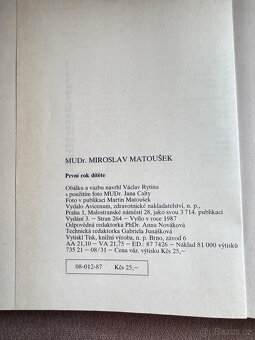 MUDr. MIROSLAV MATOUŠEK
První rok dítěte
Obálku a vazbu navrhl Václav Rytina
s použitím foto MUDr. Jana Calty
Foto v publikaci Martin Matoušek
Vydalo Avicenum, zdravotnické nakladatelství, n. p.,
Praha 1, Malostranské náměstí 28, jako svou 3 714. publikaci
Vydání 3. – Stran 264 – Vyšlo v roce 1987
Odpovědná redaktorka PhDr. Anna Nováková
Technická redaktorka Gabriela Junášková
Vytiskl Tisk, knižní výroba, n. p. Brno, závod 6
AA 21,10 – VA 21,75 – ED.: 87 7426 – Náklad 81 000 výtisků
735 21 – 08/31 – Cena váz. výtisku Kčs 25,–
08-012-87 Kčs 25,–